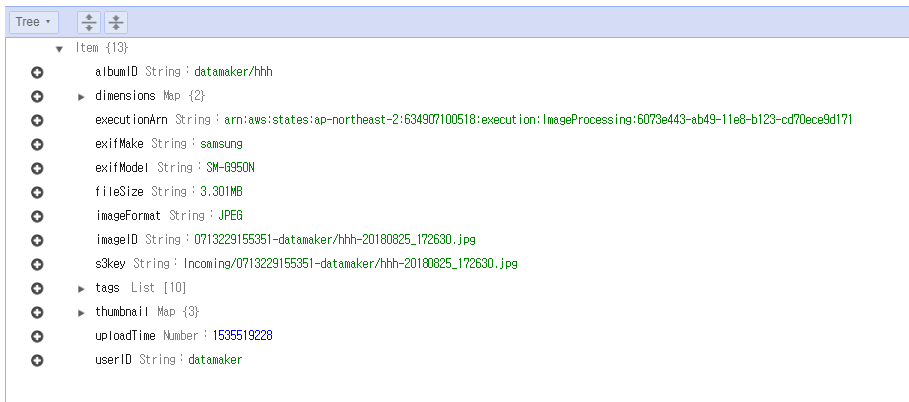 Tree
Item {13}
albumID String : datamaker/hhh
dimensions Map {2}
executionArn String : arn:aws:states:ap-northeast-2:634907100518:execution:ImageProcessing:6073e443-ab49-11e8-b123-cd70ece9d171
exifMake String : samsung
exifModel String : SM-G950N
fileSize String : 3.301MB
imageFormat String : JPEG
imageID String : 0713229155351-datamaker/hhh-20180825_172630.jpg
s3key String : Incoming/0713229155351-datamaker/hhh-20180825_172630.jpg
tags List [10]
thumbnail Map {3}
uploadTime Number : 1535519228
userID String : datamaker